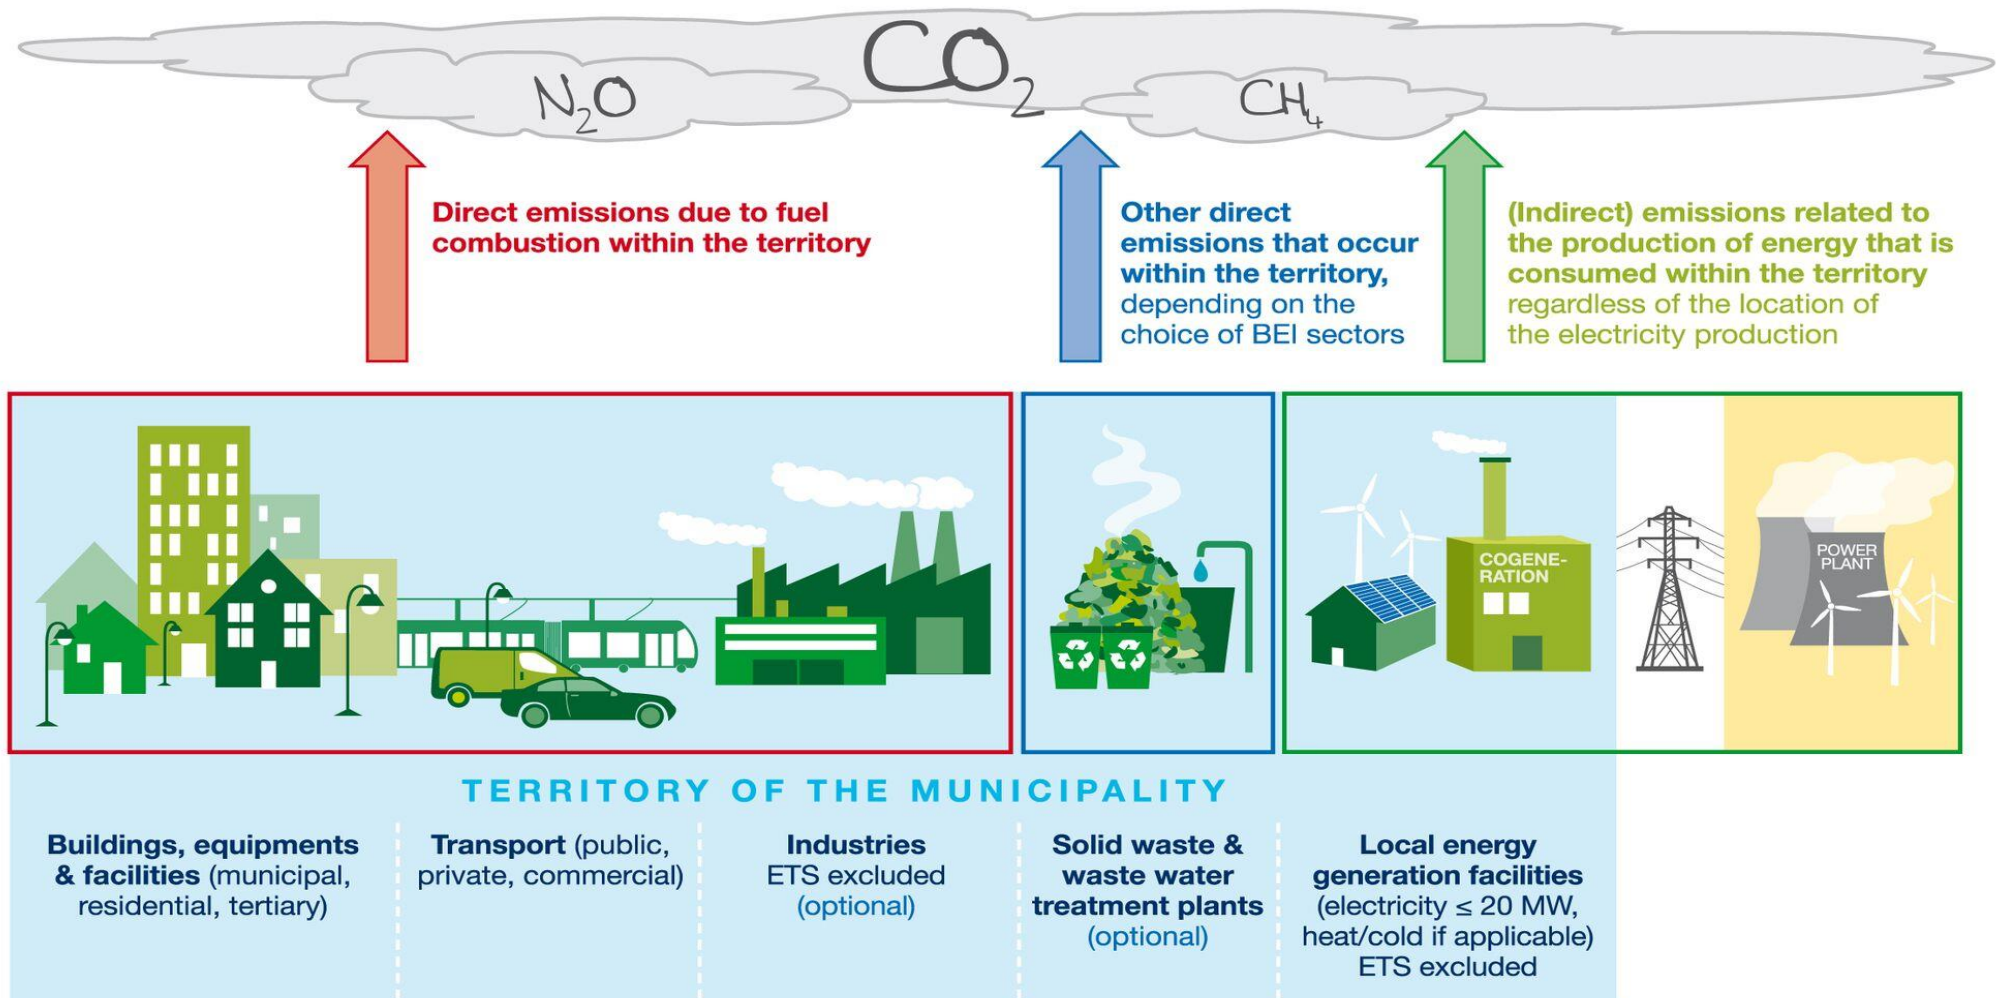 CO₂
N₂O
CH₄
Direct emissions due to fuel
combustion within the territory
Other direct
emissions that occur
within the territory,
depending on the
choice of BEI sectors
(Indirect) emissions related to
the production of energy that is
consumed within the territory
regardless of the location of
the electricity production
COGENE-
RATION
POWER
PLANT
TERRITORY OF THE MUNICIPALITY
Buildings, equipments
& facilities (municipal,
residential, tertiary)
Transport (public,
private, commercial)
Industries
ETS excluded
(optional)
Solid waste &
waste water
treatment plants
(optional)
Local energy
generation facilities
(electricity ≤ 20 MW,
heat/cold if applicable)
ETS excluded